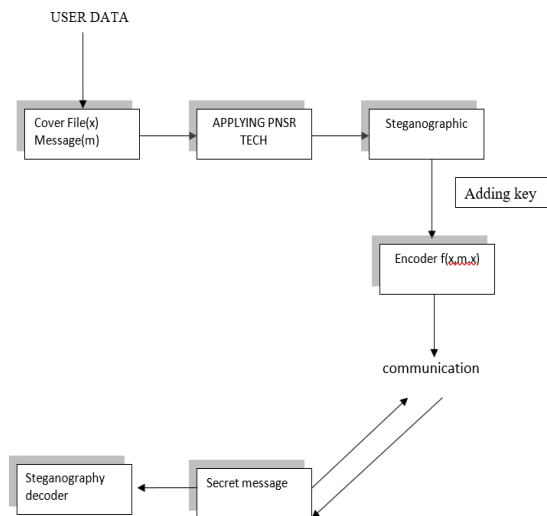 USER DATA
Cover File(x)
Message(m)
APPLYING PNSR
TECH
Steganographic
Adding key
Encoder f(x,m,x)
communication
Secret message
Steganography
decoder